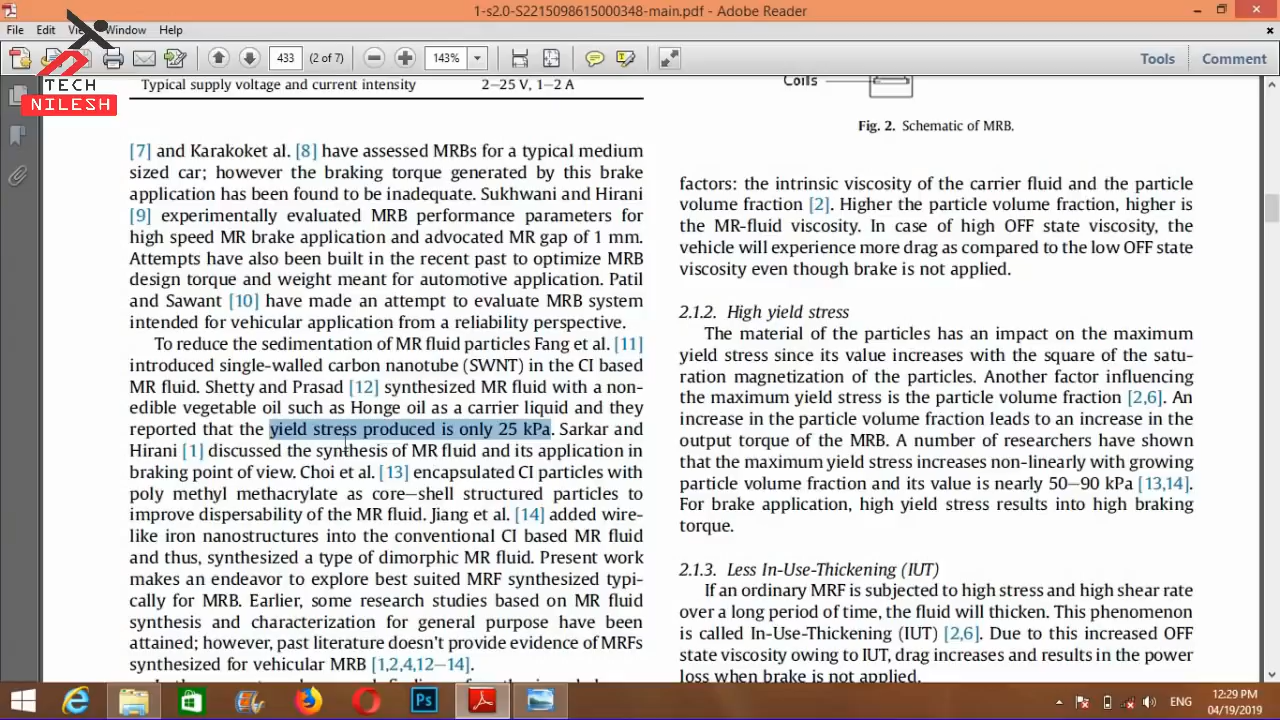 1-s2.0-S2215098615000348-main.pdf - Adobe Reader
File Edit Window Help
433 (2 of 7) 143% Tools Comment
TECH
NILESH
Typical supply voltage and current intensity 2–25 V, 1–2 A
[7] and Karakoket al. [8] have assessed MRBs for a typical medium
sized car; however the braking torque generated by this brake
application has been found to be inadequate. Sukhwani and Hirani
[9] experimentally evaluated MRB performance parameters for
high speed MR brake application and advocated MR gap of 1 mm.
Attempts have also been built in the recent past to optimize MRB
design torque and weight meant for automotive application. Patil
and Sawant [10] have made an attempt to evaluate MRB system
intended for vehicular application from a reliability perspective.
To reduce the sedimentation of MR fluid particles Fang et al. [11]
introduced single-walled carbon nanotube (SWNT) in the CI based
MR fluid. Shetty and Prasad [12] synthesized MR fluid with a non-
edible vegetable oil such as Honge oil as a carrier liquid and they
reported that the yield stress produced is only 25 kPa. Sarkar and
Hirani [1] discussed the synthesis of MR fluid and its application in
braking point of view. Choi et al. [13] encapsulated CI particles with
poly methyl methacrylate as core–shell structured particles to
improve dispersability of the MR fluid. Jiang et al. [14] added wire-
like iron nanostructures into the conventional CI based MR fluid
and thus, synthesized a type of dimorphic MR fluid. Present work
makes an endeavor to explore best suited MRF synthesized typi-
cally for MRB. Earlier, some research studies based on MR fluid
synthesis and characterization for general purpose have been
attained; however, past literature doesn't provide evidence of MRFs
synthesized for vehicular MRB [1,2,4,12–14].
Coils
Fig. 2. Schematic of MRB.
factors: the intrinsic viscosity of the carrier fluid and the particle
volume fraction [2]. Higher the particle volume fraction, higher is
the MR-fluid viscosity. In case of high OFF state viscosity, the
vehicle will experience more drag as compared to the low OFF state
viscosity even though brake is not applied.
2.1.2. High yield stress
The material of the particles has an impact on the maximum
yield stress since its value increases with the square of the satu-
ration magnetization of the particles. Another factor influencing
the maximum yield stress is the particle volume fraction [2,6]. An
increase in the particle volume fraction leads to an increase in the
output torque of the MRB. A number of researchers have shown
that the maximum yield stress increases non-linearly with growing
particle volume fraction and its value is nearly 50–90 kPa [13,14].
For brake application, high yield stress results into high braking
torque.
2.1.3. Less In-Use-Thickening (IUT)
If an ordinary MRF is subjected to high stress and high shear rate
over a long period of time, the fluid will thicken. This phenomenon
is called In-Use-Thickening (IUT) [2,6]. Due to this increased OFF
state viscosity owing to IUT, drag increases and results in the power
loss when brake is not applied.
Ps ENG 12:29 PM
04/19/2019